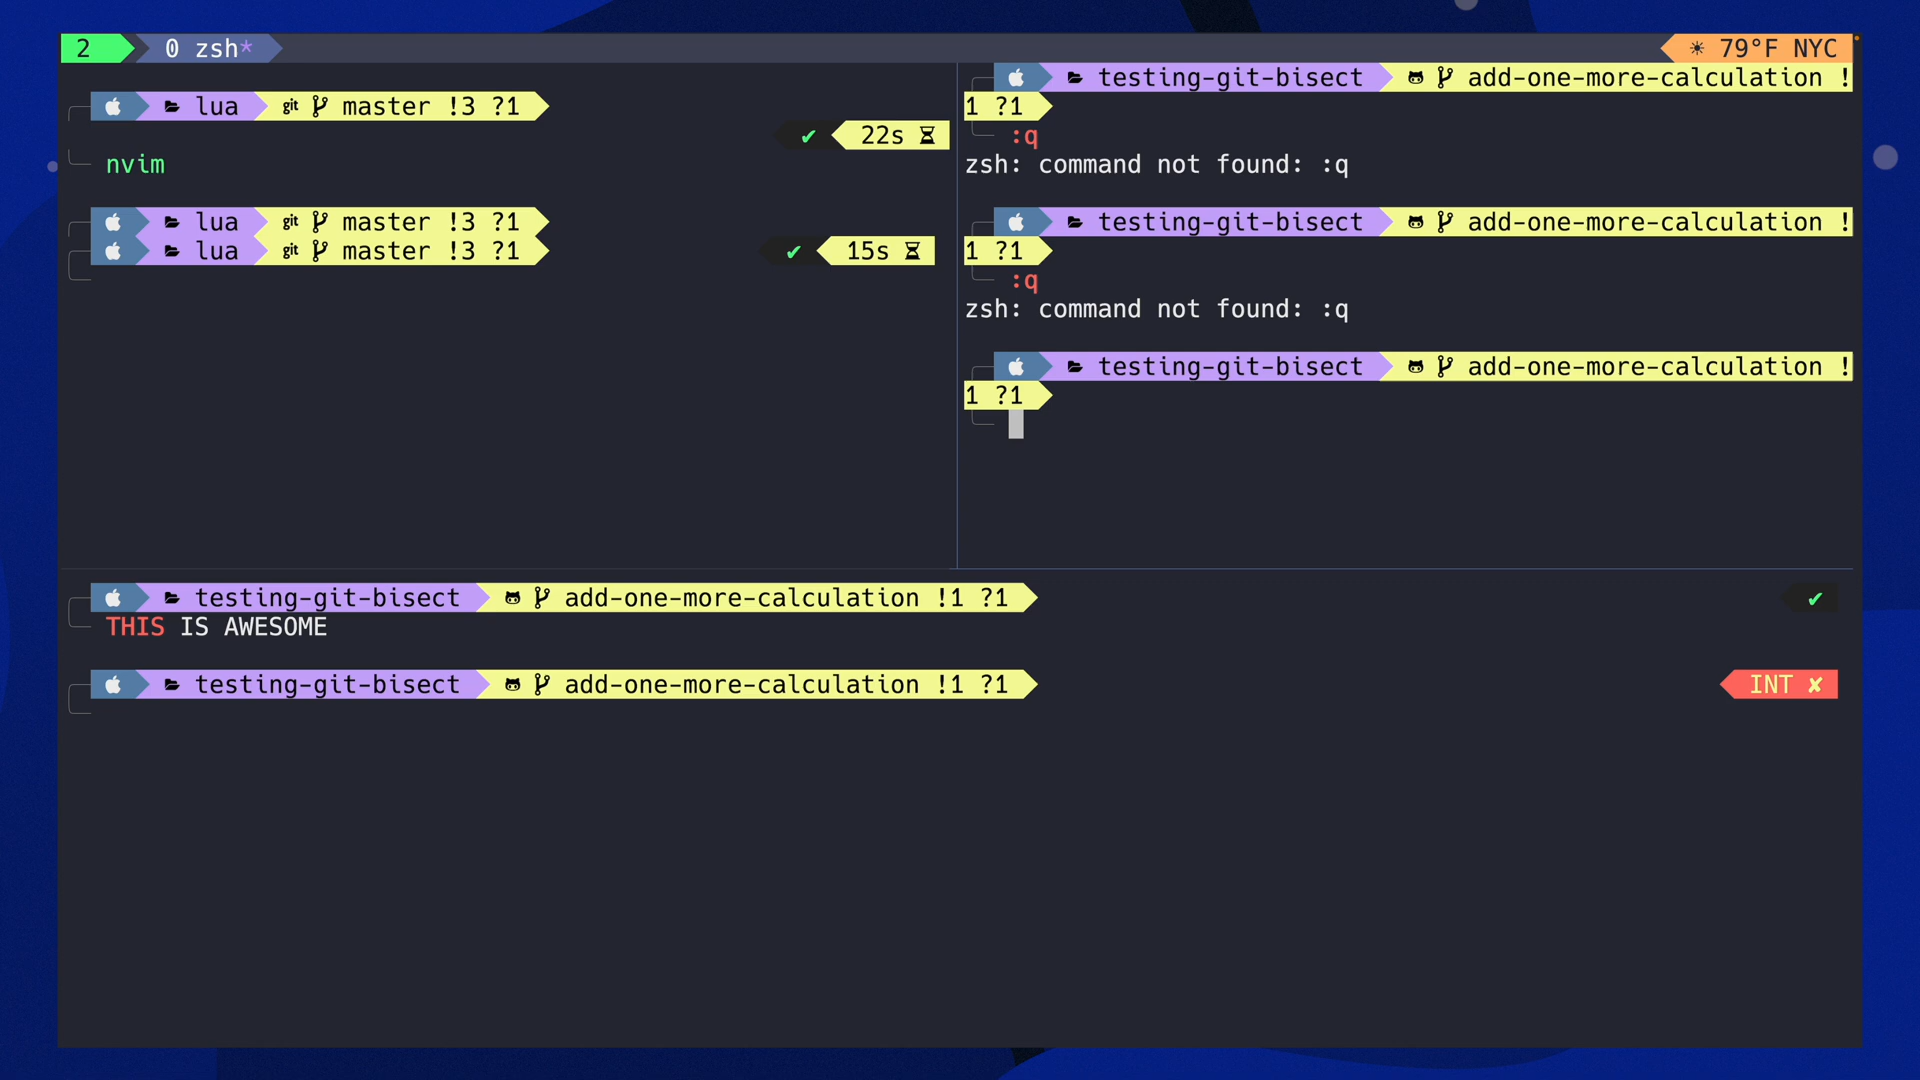 2 0 zsh* ☀ 79°F NYC
lua git master !3 ?1
✔ 22s
nvim
lua git master !3 ?1
lua git master !3 ?1 ✔ 15s
testing-git-bisect add-one-more-calculation !
1 ?1
:q
zsh: command not found: :q
testing-git-bisect add-one-more-calculation !
1 ?1
:q
zsh: command not found: :q
testing-git-bisect add-one-more-calculation !
1 ?1
testing-git-bisect add-one-more-calculation !1 ?1 ✔
THIS IS AWESOME
testing-git-bisect add-one-more-calculation !1 ?1 INT ✘